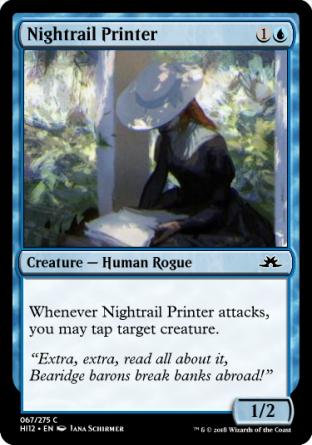 Nightrail Printer 1
Creature — Human Rogue
Whenever Nightrail Printer attacks,
you may tap target creature.
“Extra, extra, read all about it,
Bearidge barons break banks abroad!”
1/2
067/275 C
HI12 • EN JANA SCHIRMER
™ & © 2018 Wizards of the Coast